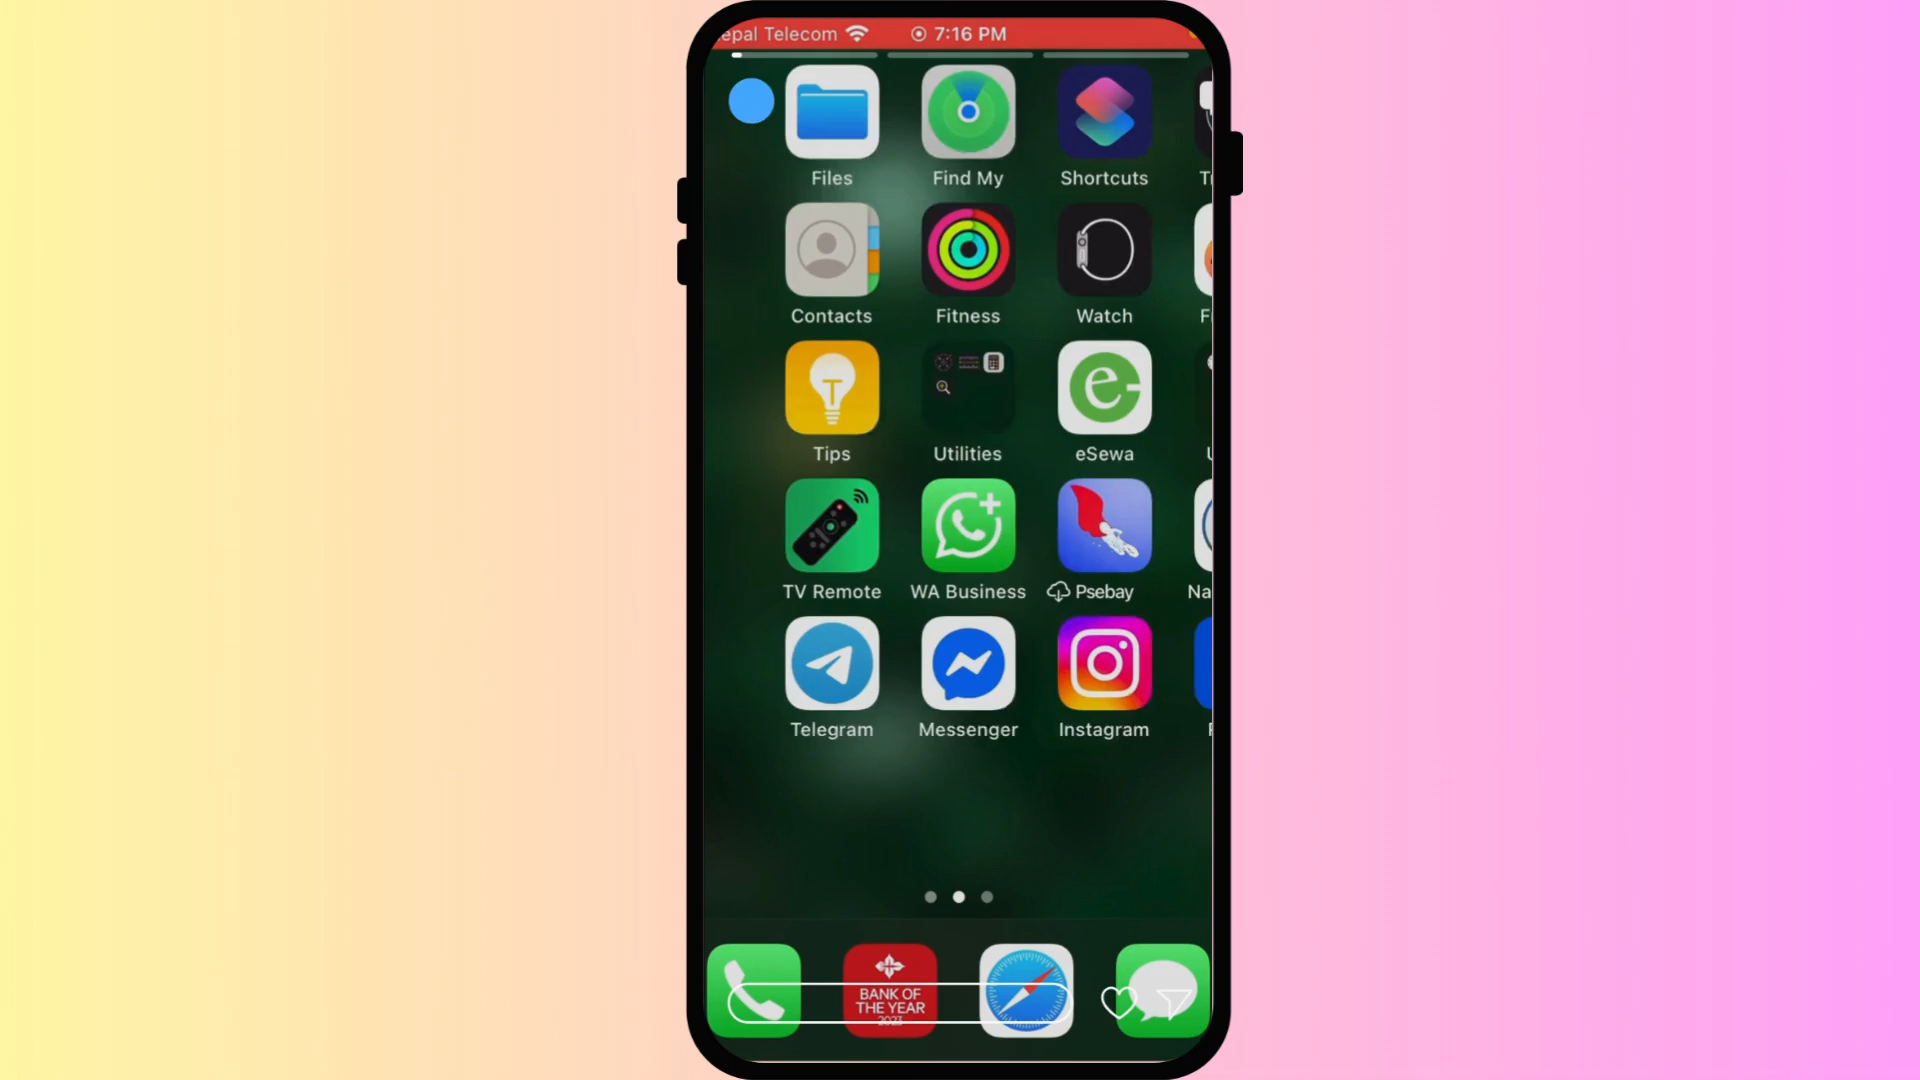 epal Telecom 7:16 PM
Files Find My Shortcuts
Contacts Fitness Watch
Tips Utilities eSewa
TV Remote WA Business Psebay Na
Telegram Messenger Instagram
BANK OF
THE YEAR
2023